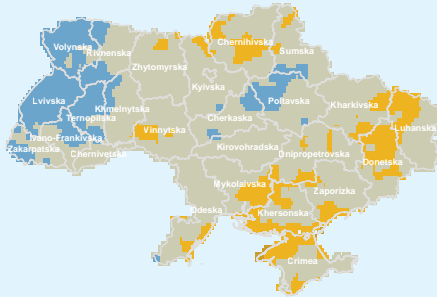 Chernihivska
Volynska
Rivnenska
Sumska
Zhytomyrska
Kyivska
Lvivska
Poltavska
Kharkivska
Khmelnytska
Ternopilska
Cherkaska
Vinnytska
Luhanska
Ivano-Frankivska
Zakarpatska
Chernivetska
Kirovohradska
Dnipropetrovska
Donetska
Mykolaivska
Zaporizka
Odeska
Khersonska
Crimea